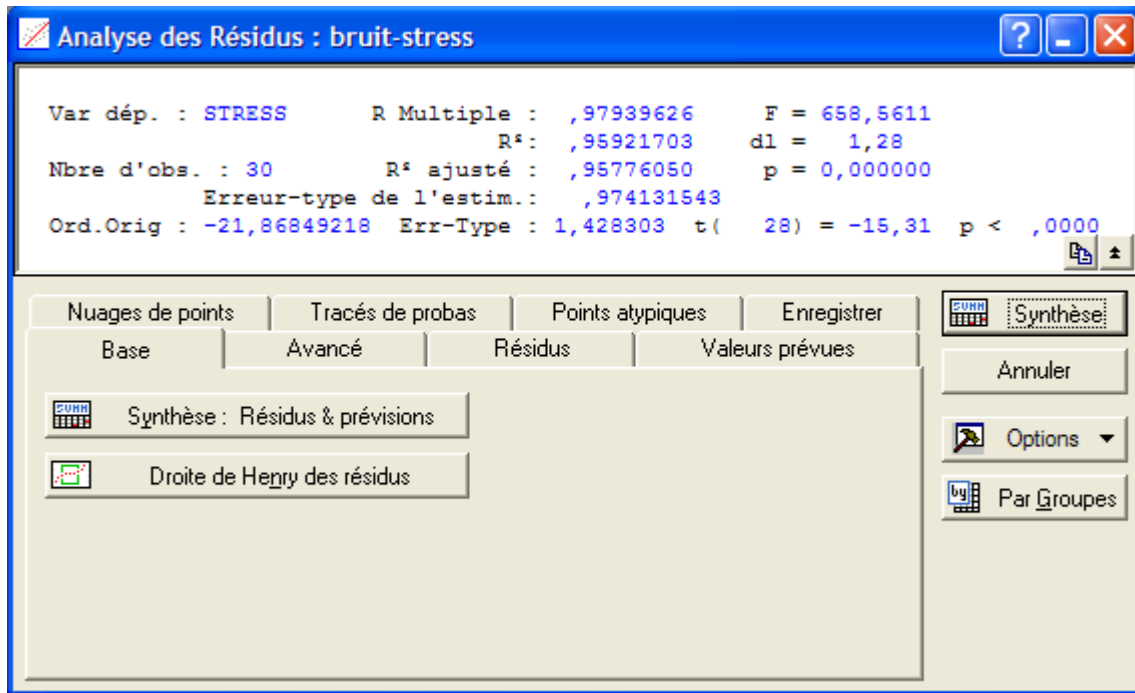 Analyse des Résidus : bruit-stress
Var dép. : STRESS R Multiple : ,97939626 F = 658,5611
R²: ,95921703 dl = 1,28
Nbre d'obs. : 30 R² ajusté : ,95776050 p = 0,000000
Erreur-type de l'estim.: ,974131543
Ord.Orig : -21,86849218 Err-Type : 1,428303 t( 28) = -15,31 p < ,0000
Nuages de points Tracés de probas Points atypiques Enregistrer
Base Avancé Résidus Valeurs prévues
Synthèse : Résidus & prévisions
Droite de Henry des résidus
Synthèse
Annuler
Options
Par Groupes